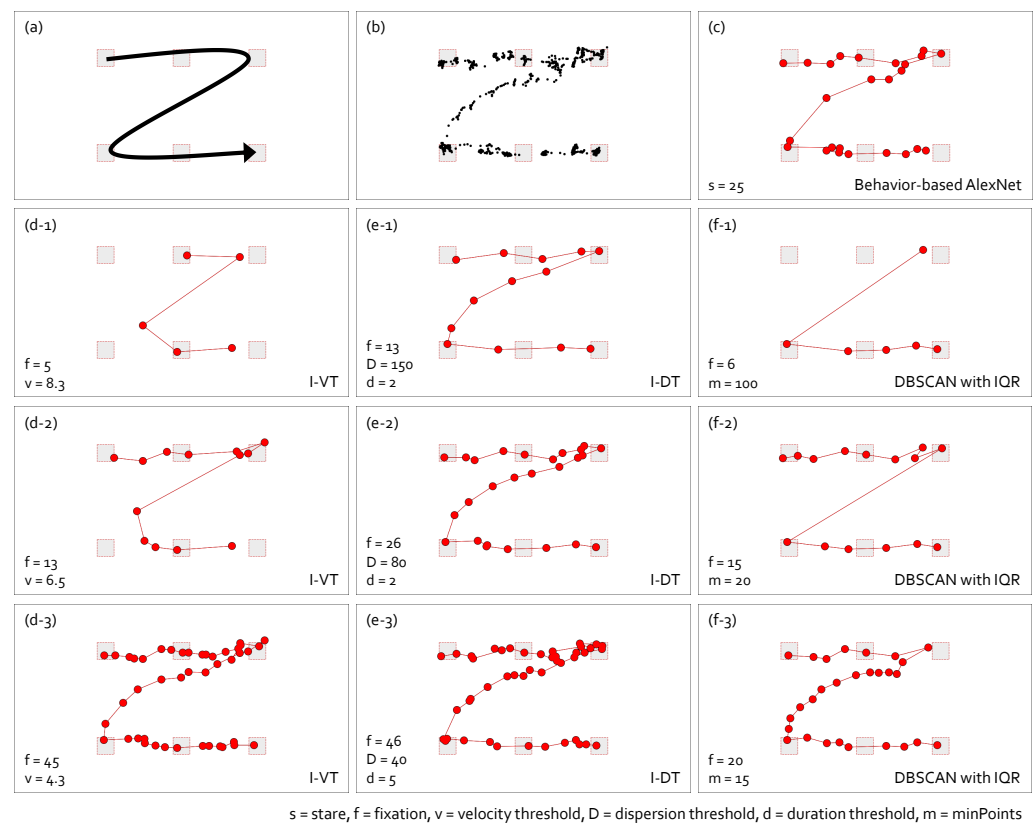 (a)
(b)
(c)
s = 25
Behavior-based AlexNet
(d-1)
f = 5
v = 8.3
I-VT
(e-1)
f = 13
D = 150
d = 2
I-DT
(f-1)
f = 6
m = 100
DBSCAN with IQR
(d-2)
f = 13
v = 6.5
I-VT
(e-2)
f = 26
D = 80
d = 2
I-DT
(f-2)
f = 15
m = 20
DBSCAN with IQR
(d-3)
f = 45
v = 4.3
I-VT
(e-3)
f = 46
D = 40
d = 5
I-DT
(f-3)
f = 20
m = 15
DBSCAN with IQR
s = stare, f = fixation, v = velocity threshold, D = dispersion threshold, d = duration threshold, m = minPoints